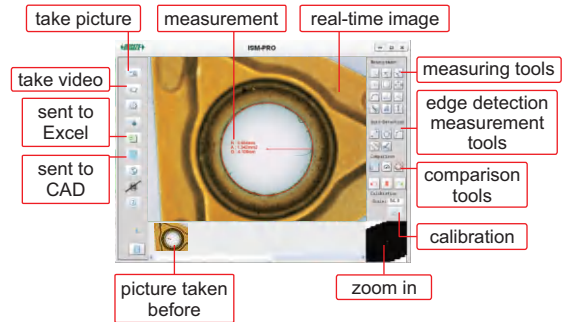 take picture
measurement
real-time image
ISM-PRO
take video
measuring tools
sent to
Excel
edge detection
measurement
tools
sent to
CAD
comparison
tools
calibration
picture taken
before
zoom in